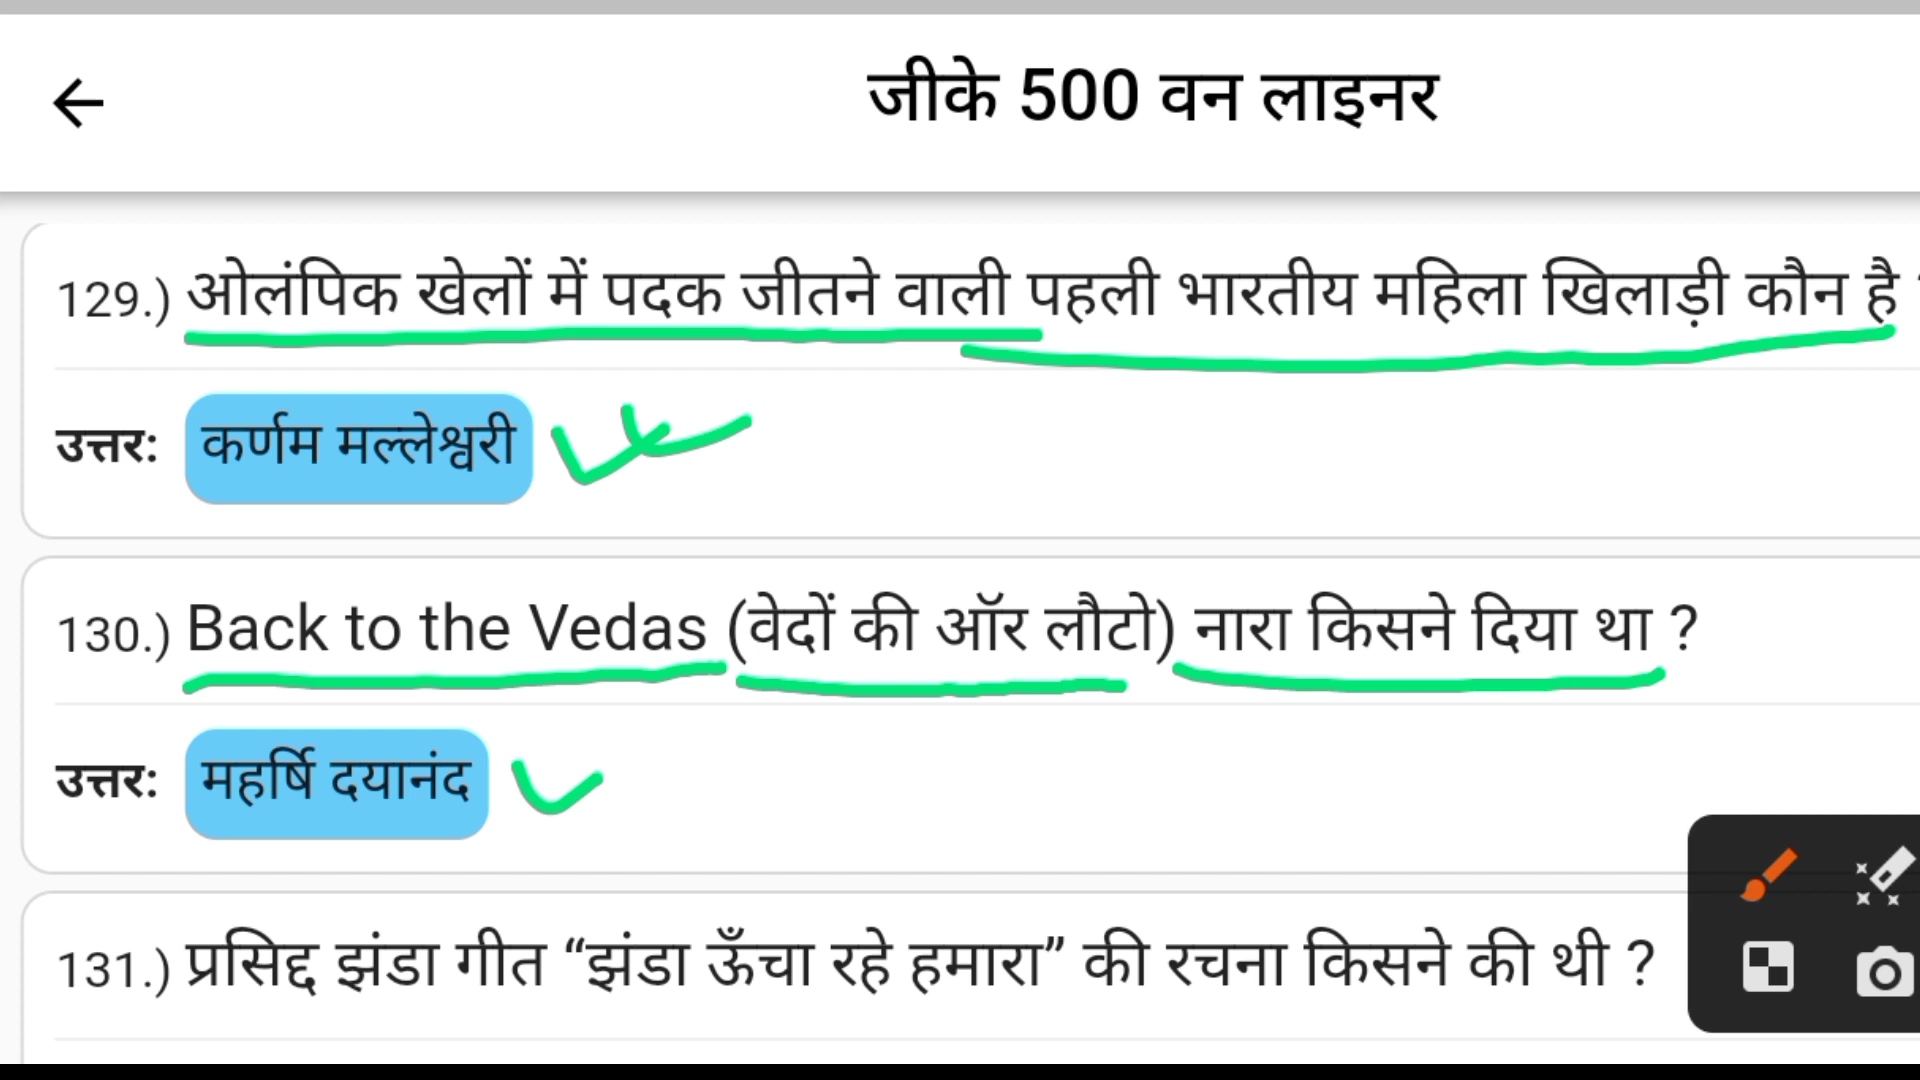 जीके 500 वन लाइनर
129.) ओलंपिक खेलों में पदक जीतने वाली पहली भारतीय महिला खिलाड़ी कौन है
उत्तर: कर्णम मल्लेश्वरी
130.) Back to the Vedas (वेदों की ऑर लौटो) नारा किसने दिया था ?
उत्तर: महर्षि दयानंद
131.) प्रसिद्द झंडा गीत “झंडा ऊँचा रहे हमारा” की रचना किसने की थी ?